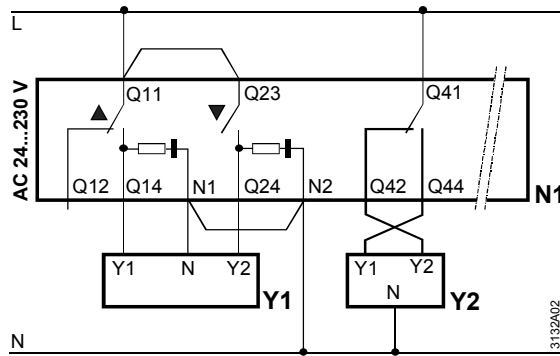 L
Q11 Q23 Q41
AC 24...230 V
Q12 Q14 N1 Q24 N2 Q42 Q44
N1
Y1 N Y2
Y1
Y1 Y2
N
Y2
N
3132A02